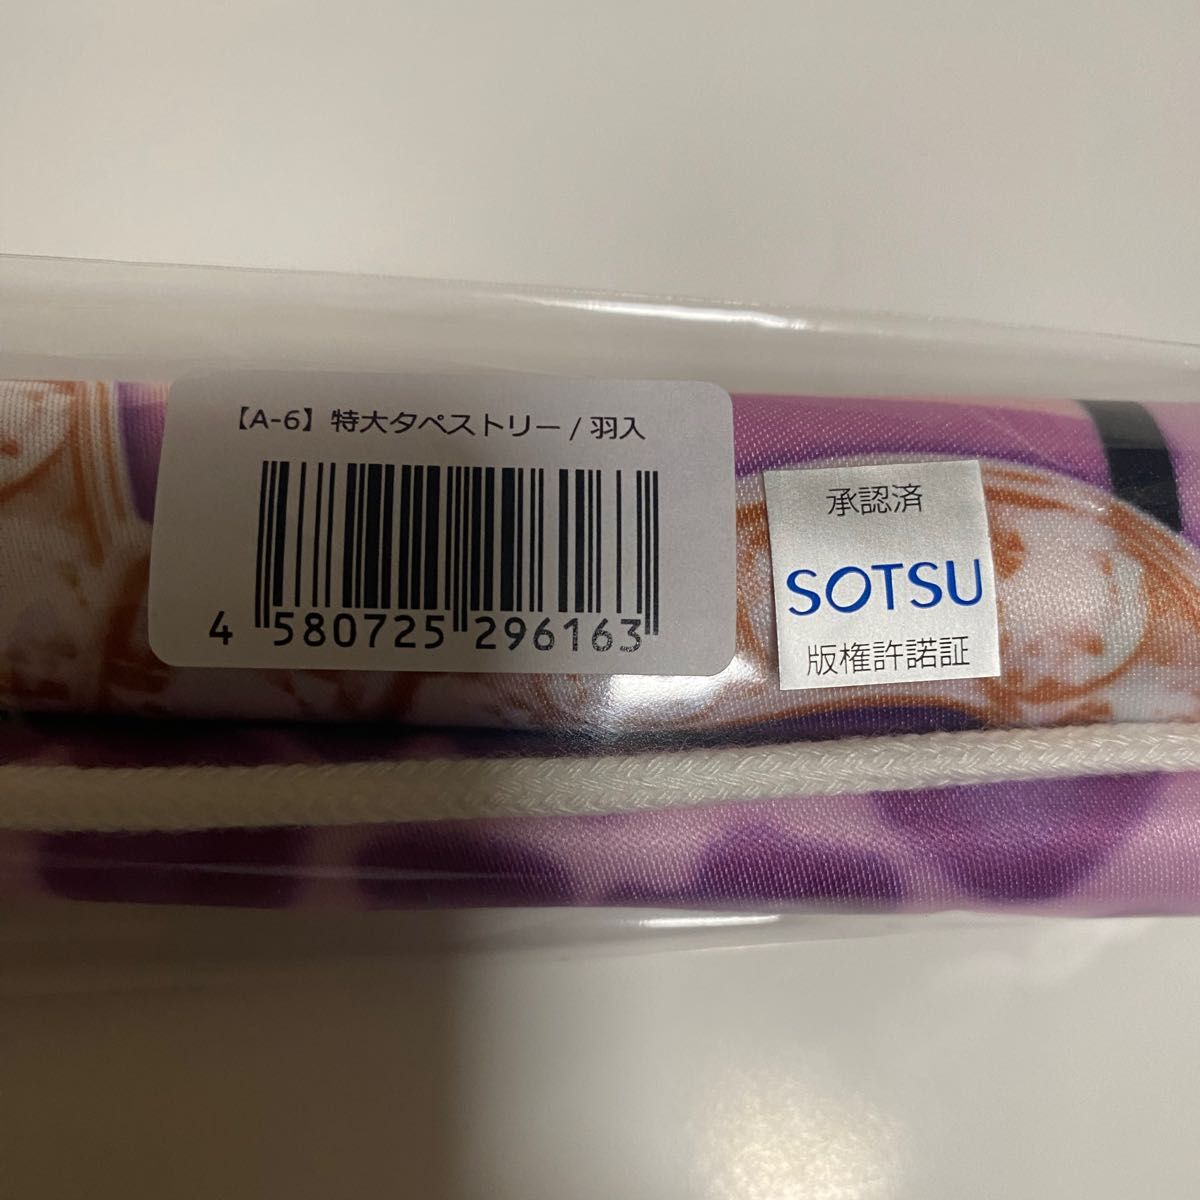 【A-6】特大タペストリー / 羽入
4 580725 296163
承認済
SOTSU
版権許諾証